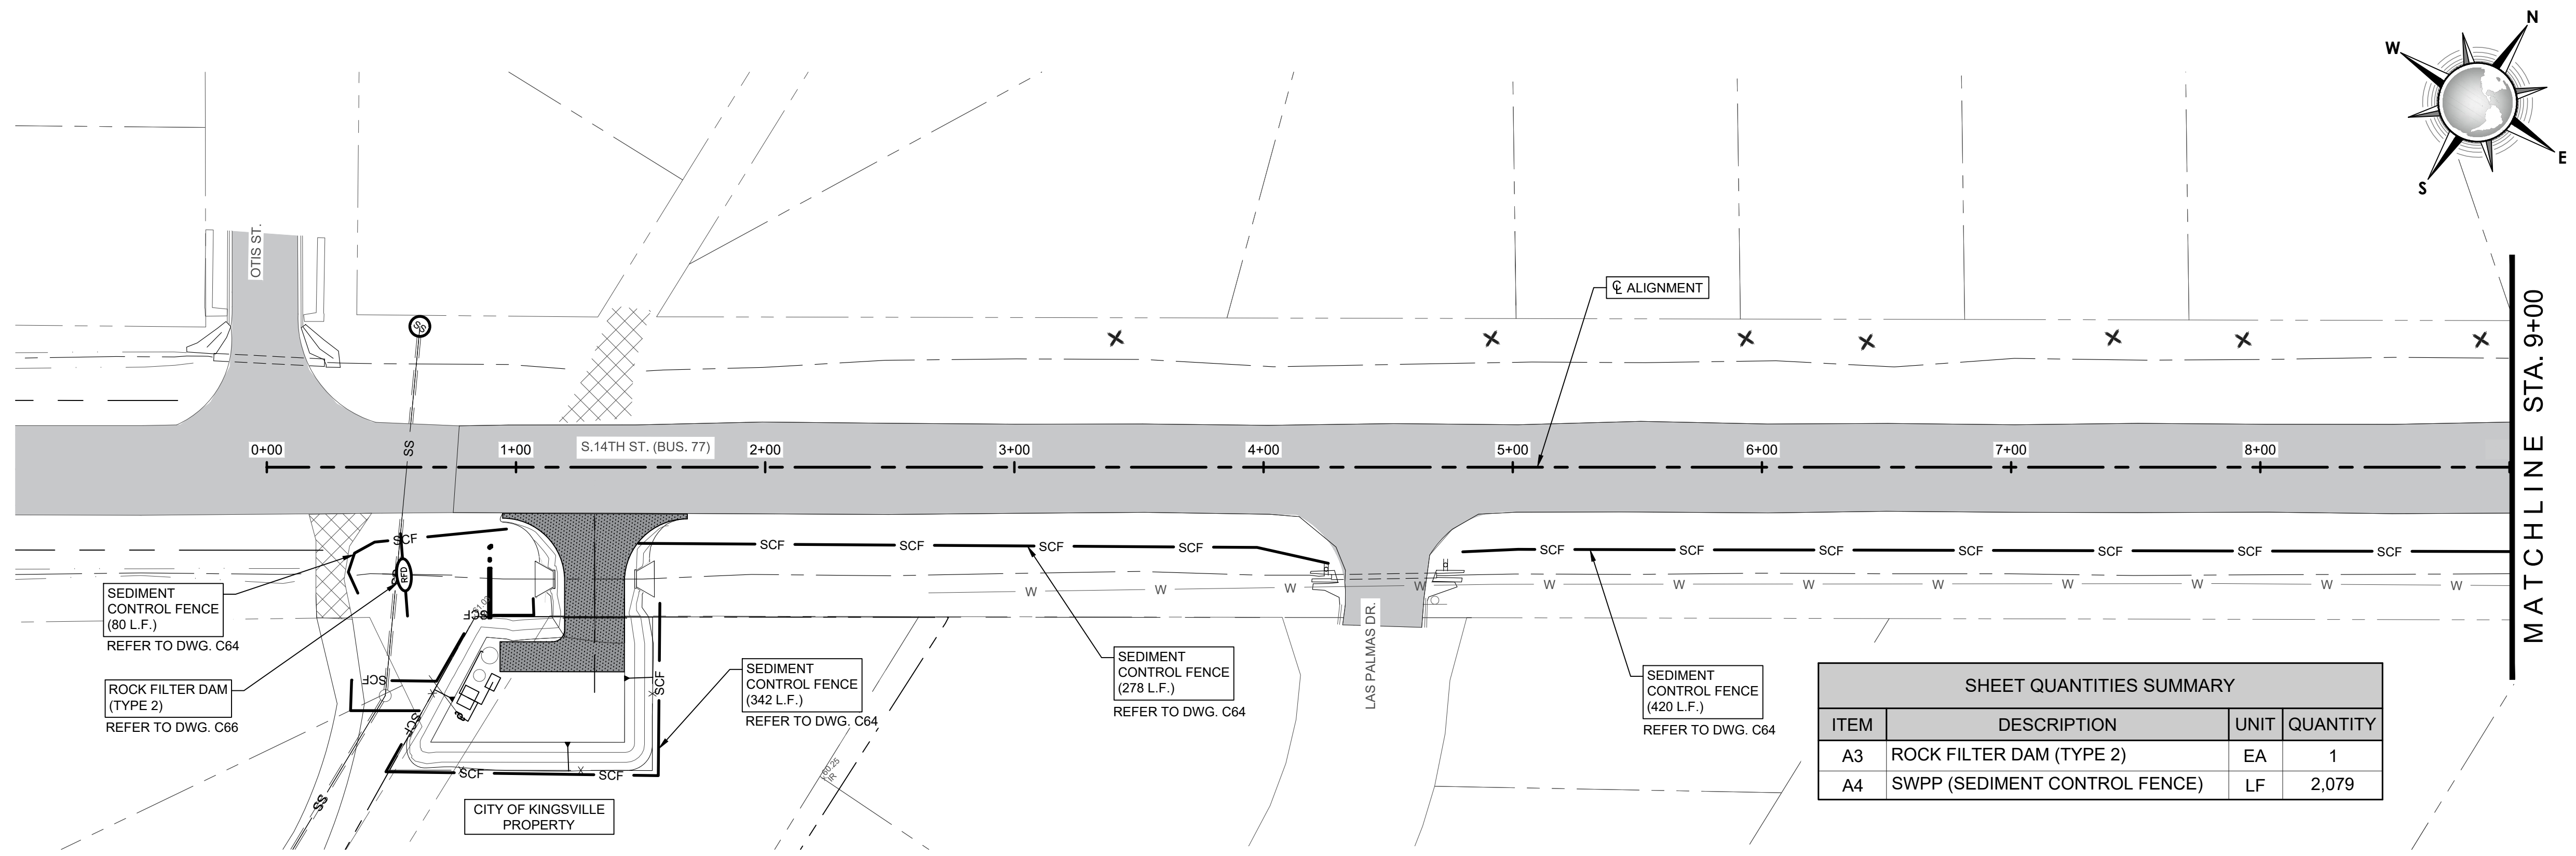 N
W
E
S
OTIS ST.
SS
℄ ALIGNMENT
MATCHLINE STA. 9+00
SS
0+00
1+00
S.14TH ST. (BUS. 77)
2+00
3+00
4+00
5+00
6+00
7+00
8+00
SCF
SCF
SCF
SCF
SCF
SCF
SCF
SCF
SCF
SCF
SCF
SCF
RFD
W
W
W
W
W
W
W
W
W
W
W
W
SEDIMENT
CONTROL FENCE
(80 L.F.)
REFER TO DWG. C64
SCF
LAS PALMAS DR.
ROCK FILTER DAM
(TYPE 2)
REFER TO DWG. C66
SCF
SCF
SCF
SCF
SCF
SEDIMENT
CONTROL FENCE
(342 L.F.)
REFER TO DWG. C64
SEDIMENT
CONTROL FENCE
(278 L.F.)
REFER TO DWG. C64
SEDIMENT
CONTROL FENCE
(420 L.F.)
REFER TO DWG. C64
SS
CITY OF KINGSVILLE
PROPERTY
SHEET QUANTITIES SUMMARY
ITEM DESCRIPTION UNIT QUANTITY
A3 ROCK FILTER DAM (TYPE 2) EA 1
A4 SWPP (SEDIMENT CONTROL FENCE) LF 2,079